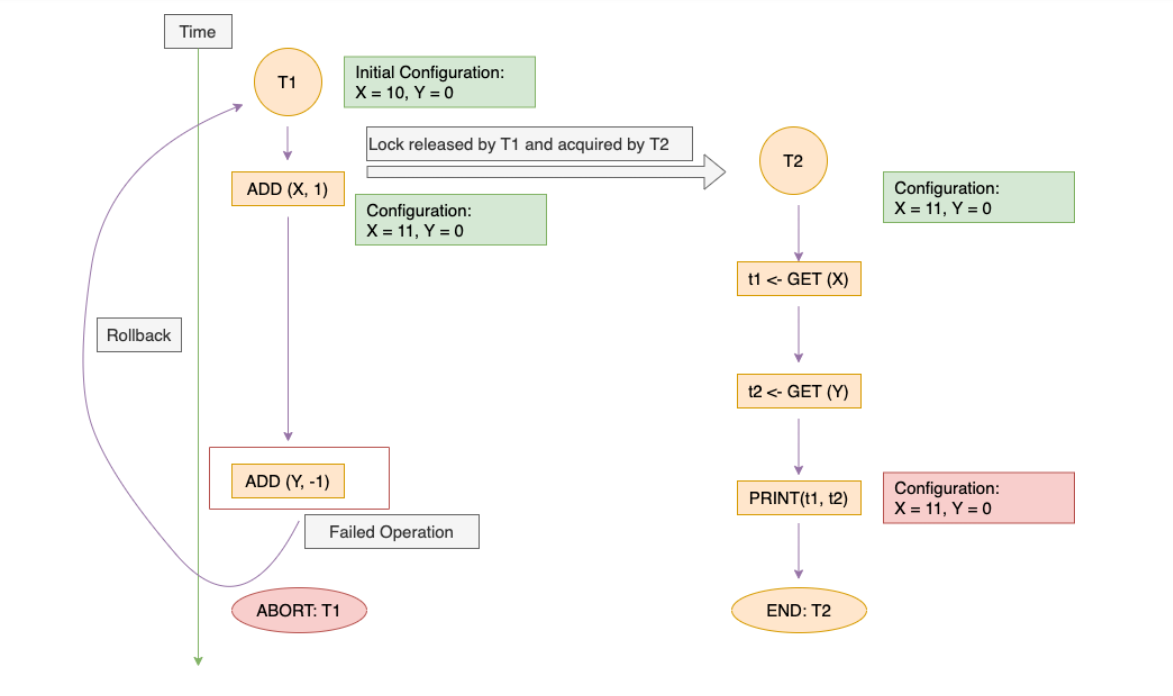 Time
T1
Initial Configuration:
X = 10, Y = 0
Lock released by T1 and acquired by T2
T2
ADD (X, 1)
Configuration:
X = 11, Y = 0
Configuration:
X = 11, Y = 0
t1 <- GET (X)
Rollback
t2 <- GET (Y)
ADD (Y, -1)
PRINT(t1, t2)
Configuration:
X = 11, Y = 0
Failed Operation
ABORT: T1
END: T2